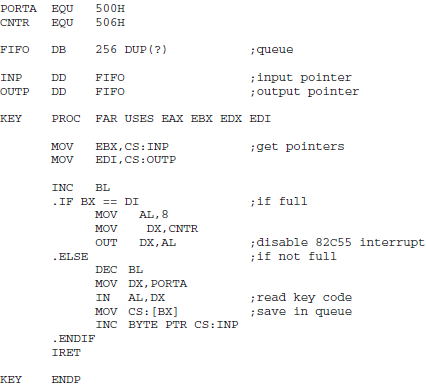 PORTA EQU 500H
CNTR EQU 506H
FIFO DB 256 DUP(?) ;queue
INP DD FIFO ;input pointer
OUTP DD FIFO ;output pointer
KEY PROC FAR USES EAX EBX EDX EDI
MOV EBX,CS:INP ;get pointers
MOV EDI,CS:OUTP
INC BL
.IF BX == DI ;if full
MOV AL,8
MOV DX,CNTR
OUT DX,AL ;disable 82C55 interrupt
.ELSE ;if not full
DEC BL
MOV DX,PORTA
IN AL,DX ;read key code
MOV CS:[BX] ;save in queue
INC BYTE PTR CS:INP
.ENDIF
IRET
KEY ENDP